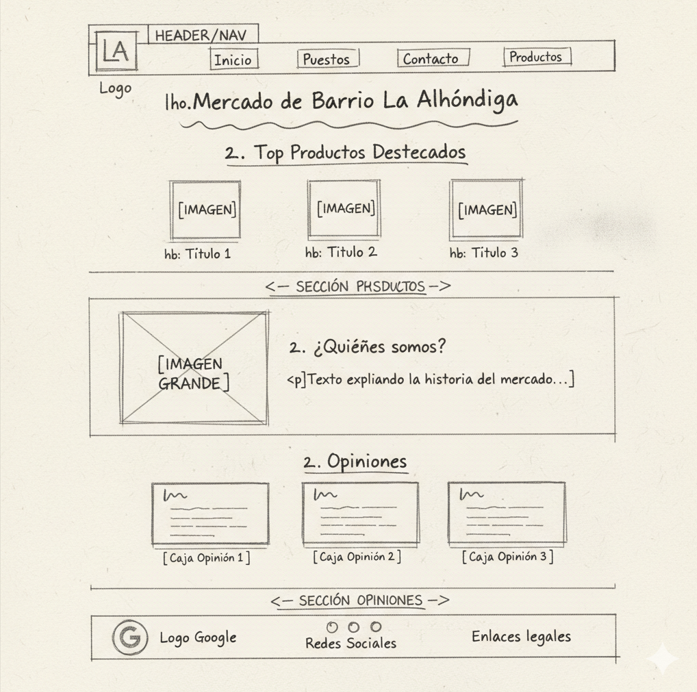 HEADER/NAV
LA
Inicio
Puestos
Contacto
Productos
Logo
lho.Mercado de Barrio La Alhóndiga
2. Top Productos Destecados
[IMAGEN]
[IMAGEN]
[IMAGEN]
hb: Titulo 1
hb: Titulo 2
hb: Titulo 3
<— SECCIÓN PHSDUCTOS —>
[IMAGEN
GRANDE]
2. ¿Quiéñes somos?
<p]Texto expliando la historia del mercado...]
2. Opiniones
[Caja Opinión 1]
[Caja Opinión 2]
[Caja Opinión 3]
<— SECCIÓN OPINIONES —>
G
Logo Google
Redes Sociales
Enlaces legales